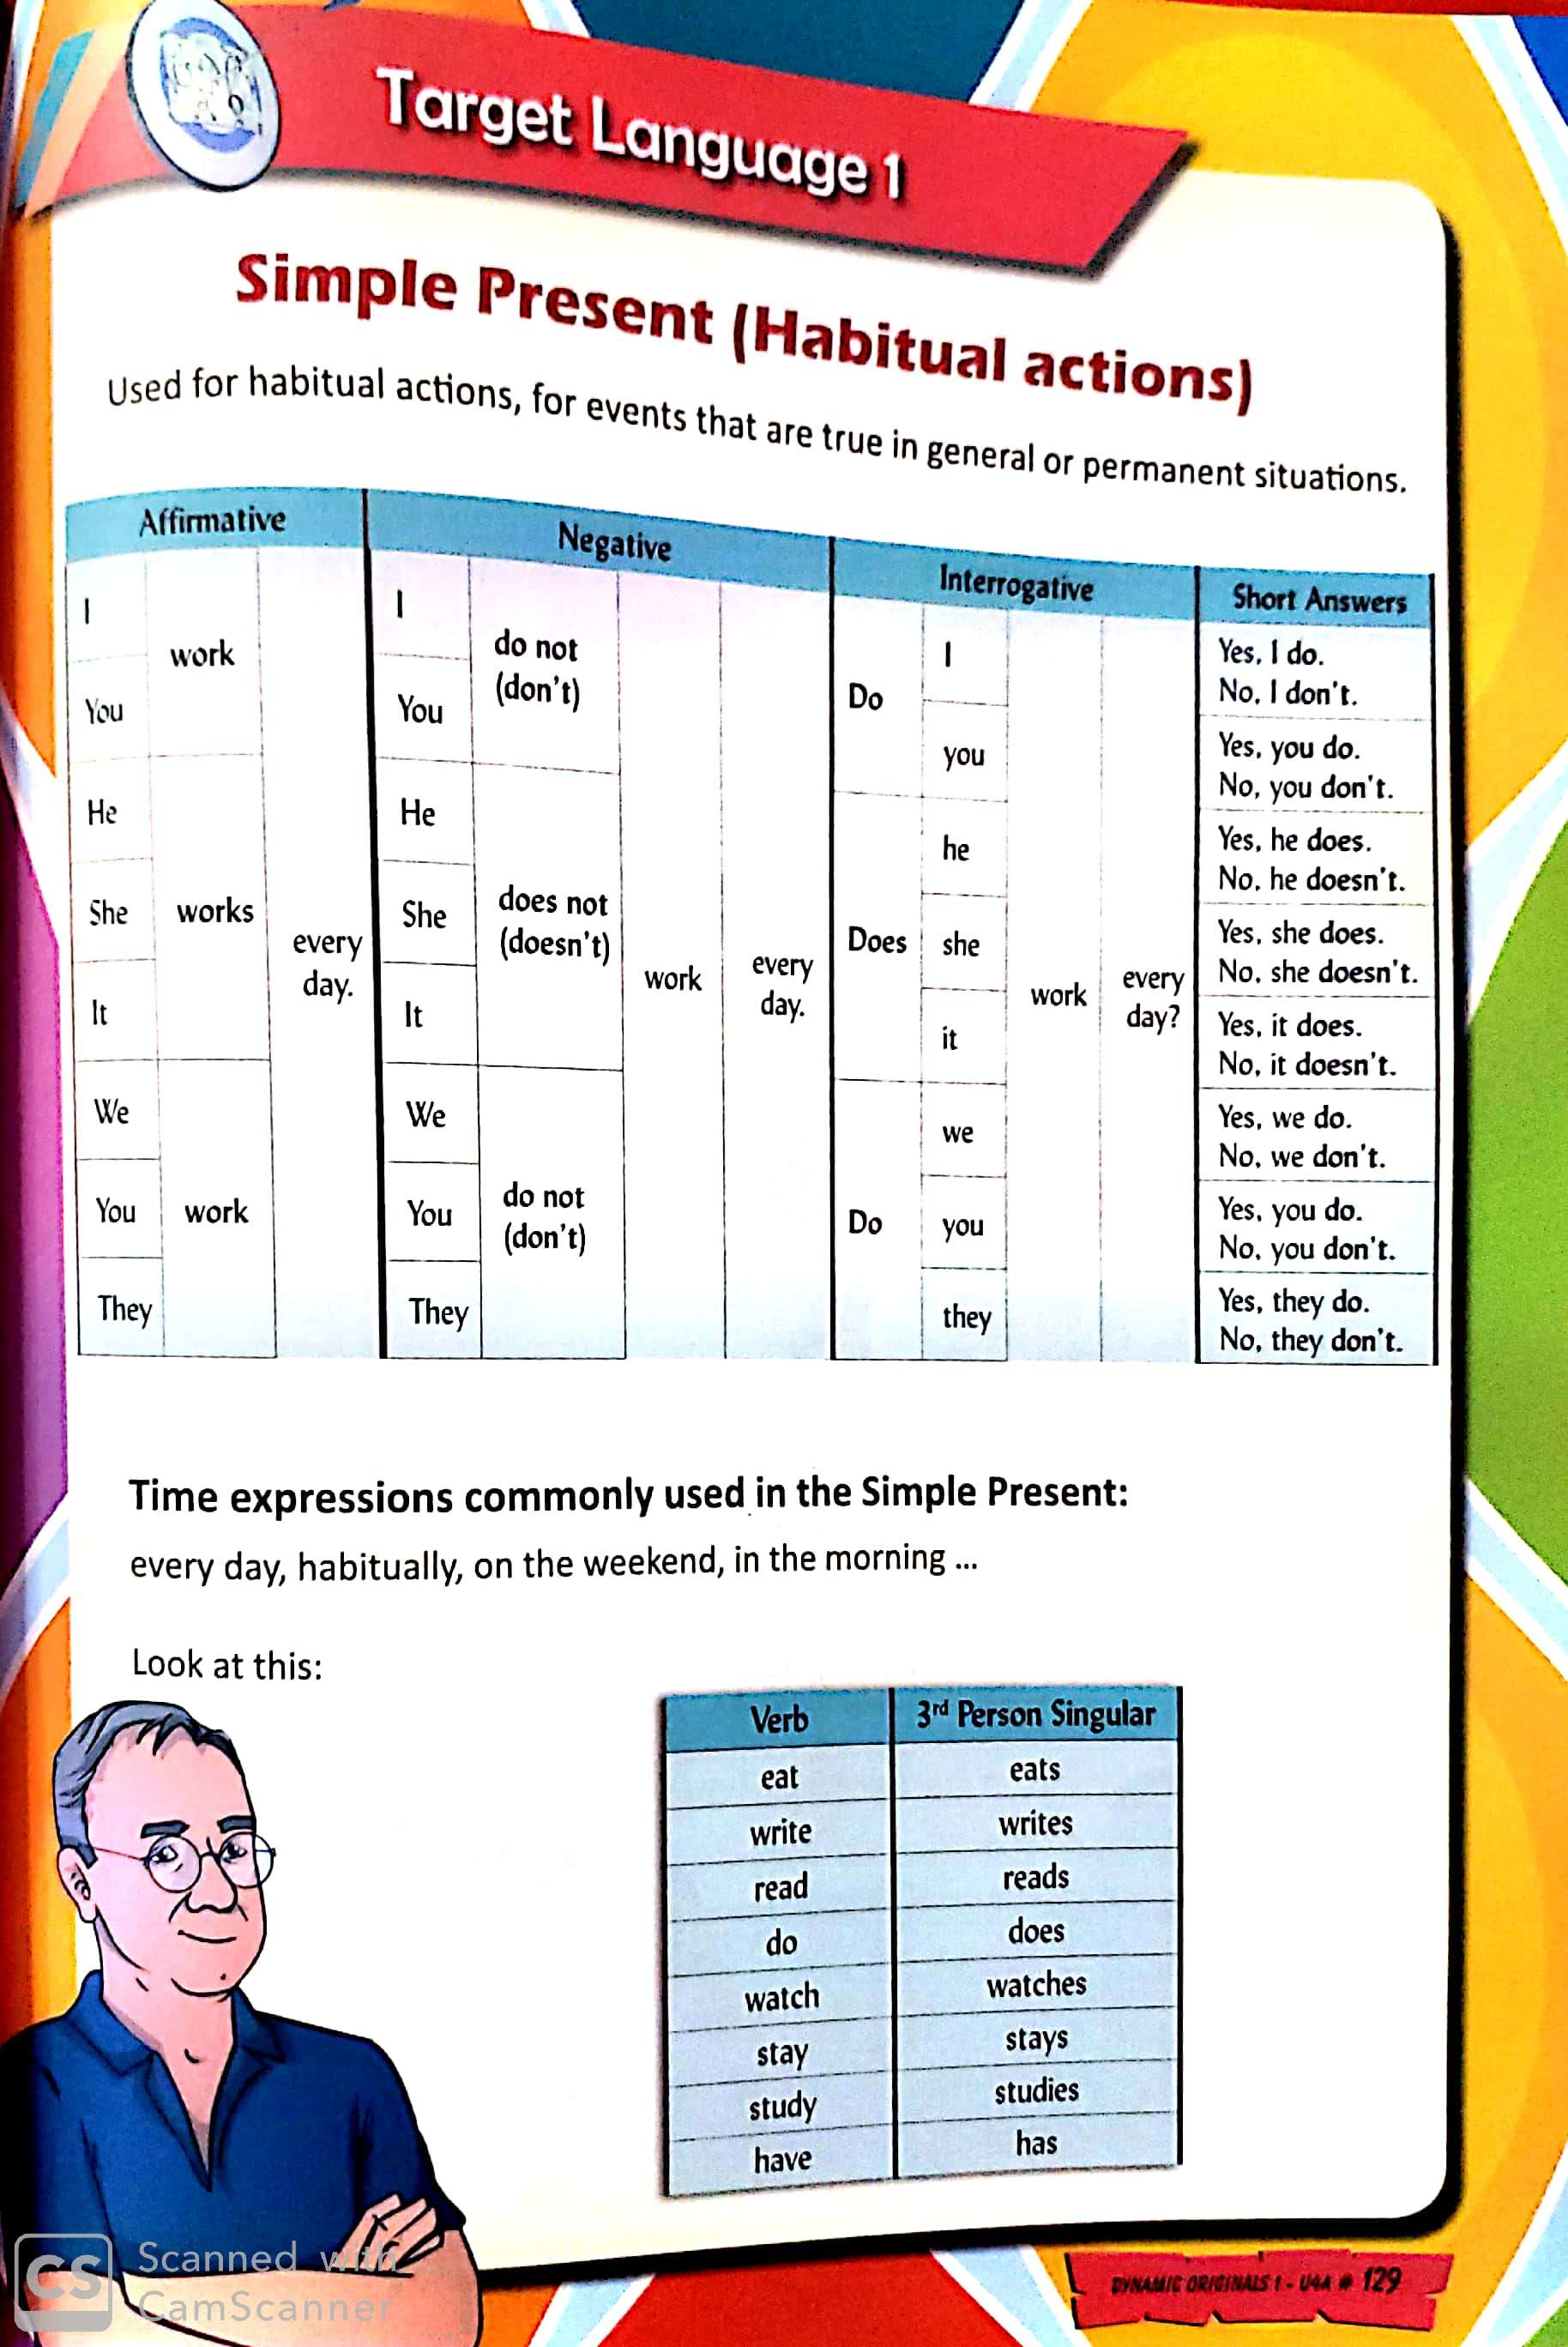 Target Language 1
Simple Present (Habitual actions)
Used for habitual actions, for events that are true in general or permanent situations.
Affirmative Negative Interrogative Short Answers
I
You
work
He
She
It
works
We
You
They
work
every
day.
I
You
do not
(don't)
He
She
It
does not
(doesn't)
We
You
They
do not
(don't)
work
every
day.
Do
I
you
Does
he
she
it
Do
we
you
they
work
every
day?
Yes, I do.
No, I don't.
Yes, you do.
No, you don't.
Yes, he does.
No, he doesn't.
Yes, she does.
No, she doesn't.
Yes, it does.
No, it doesn't.
Yes, we do.
No, we don't.
Yes, you do.
No, you don't.
Yes, they do.
No, they don't.
Time expressions commonly used in the Simple Present:
every day, habitually, on the weekend, in the morning ...
Look at this:
Verb 3rd Person Singular
eat eats
write writes
read reads
do does
watch watches
stay stays
study studies
have has
DYNAMIC ORIGINALS 1 - U4A # 129
CS Scanned with
CamScanner